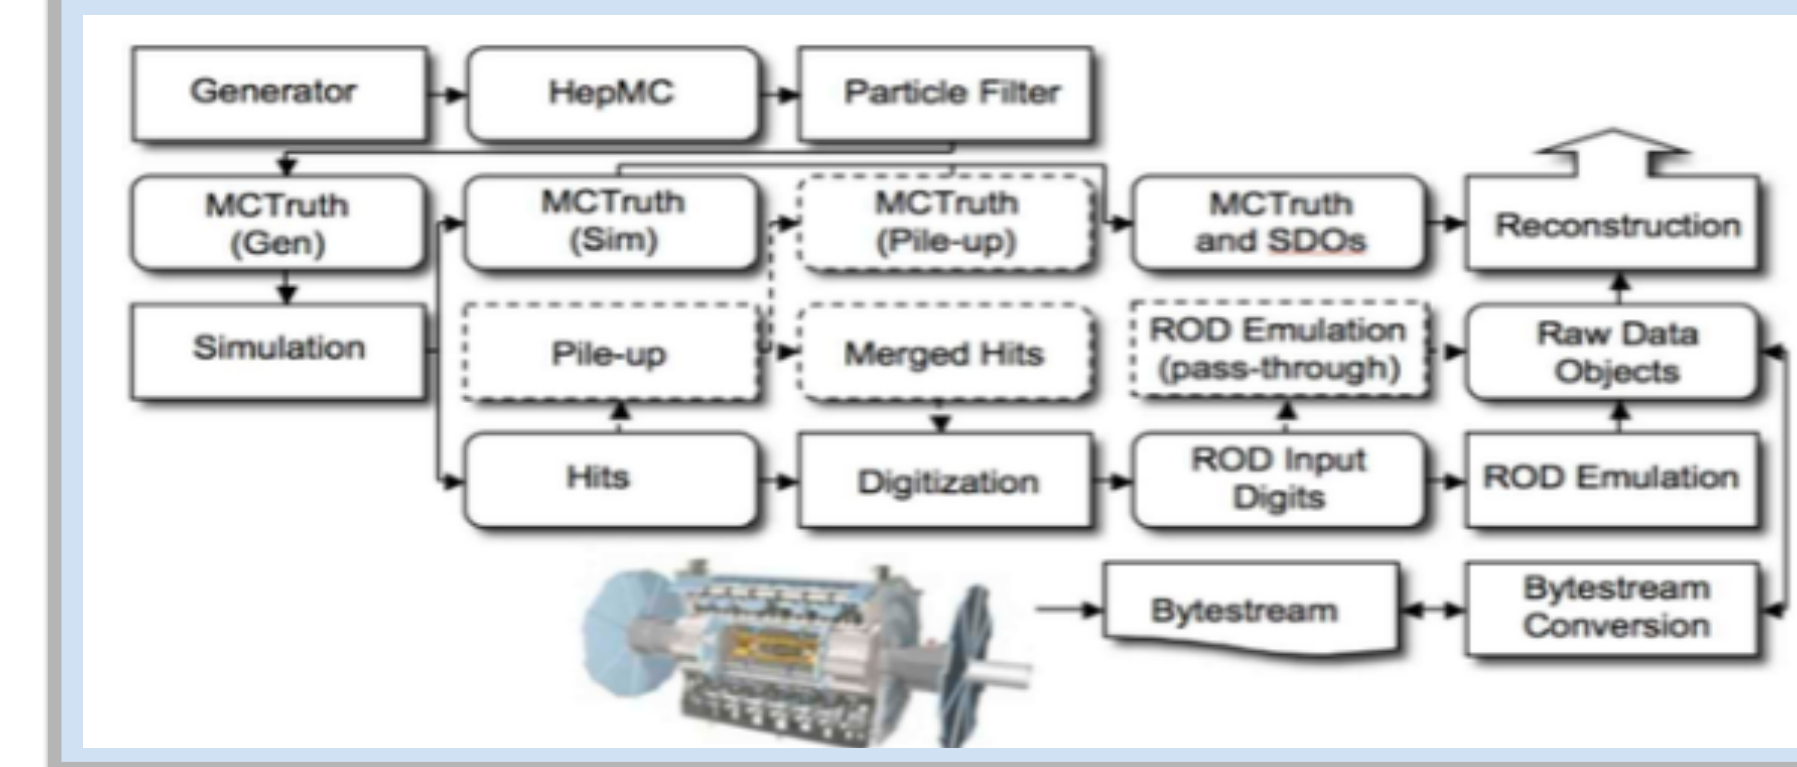 Generator
HepMC
Particle Filter
MCTruth
(Gen)
MCTruth
(Sim)
MCTruth
(Pile-up)
MCTruth
and SDOs
Reconstruction
Simulation
Pile-up
Merged Hits
ROD Emulation
(pass-through)
Raw Data
Objects
Hits
Digitization
ROD Input
Digits
ROD Emulation
Bytestream
Bytestream
Conversion